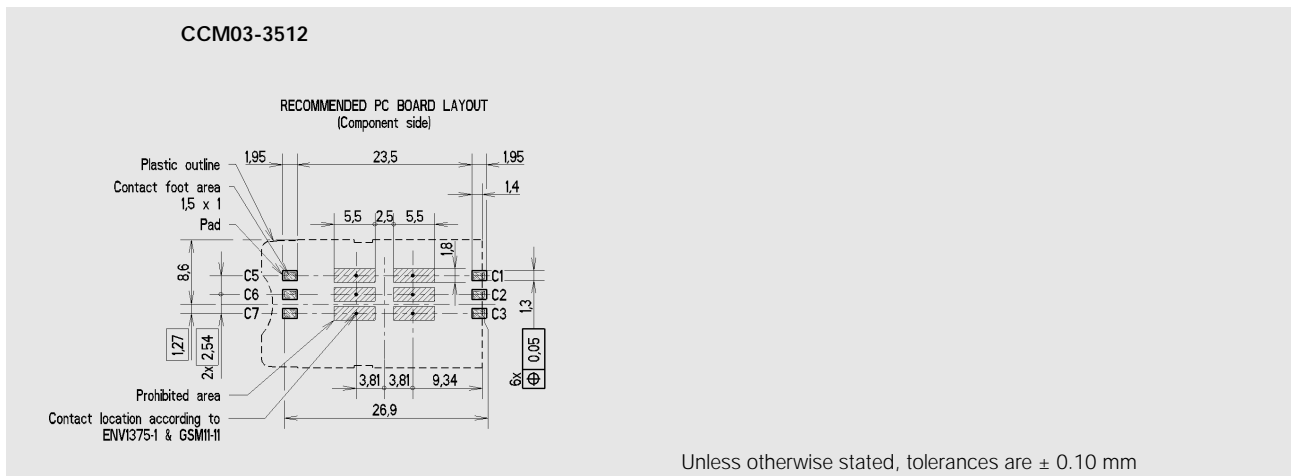 CCM03-3512
RECOMMENDED PC BOARD LAYOUT
(Component side)
1,95 23,5 1,95
Plastic outline
Contact foot area
1,5 x 1
1,4
Pad
5,5 2,5 5,5
1,8
8,6
C5 C1
C6 C2
C7 C3
1,3
1,27
2x 2,54
6x ⌖ 0,05
3,81 3,81 9,34
Prohibited area
26,9
Contact location according to
ENV1375-1 & GSM11-11
Unless otherwise stated, tolerances are ± 0.10 mm